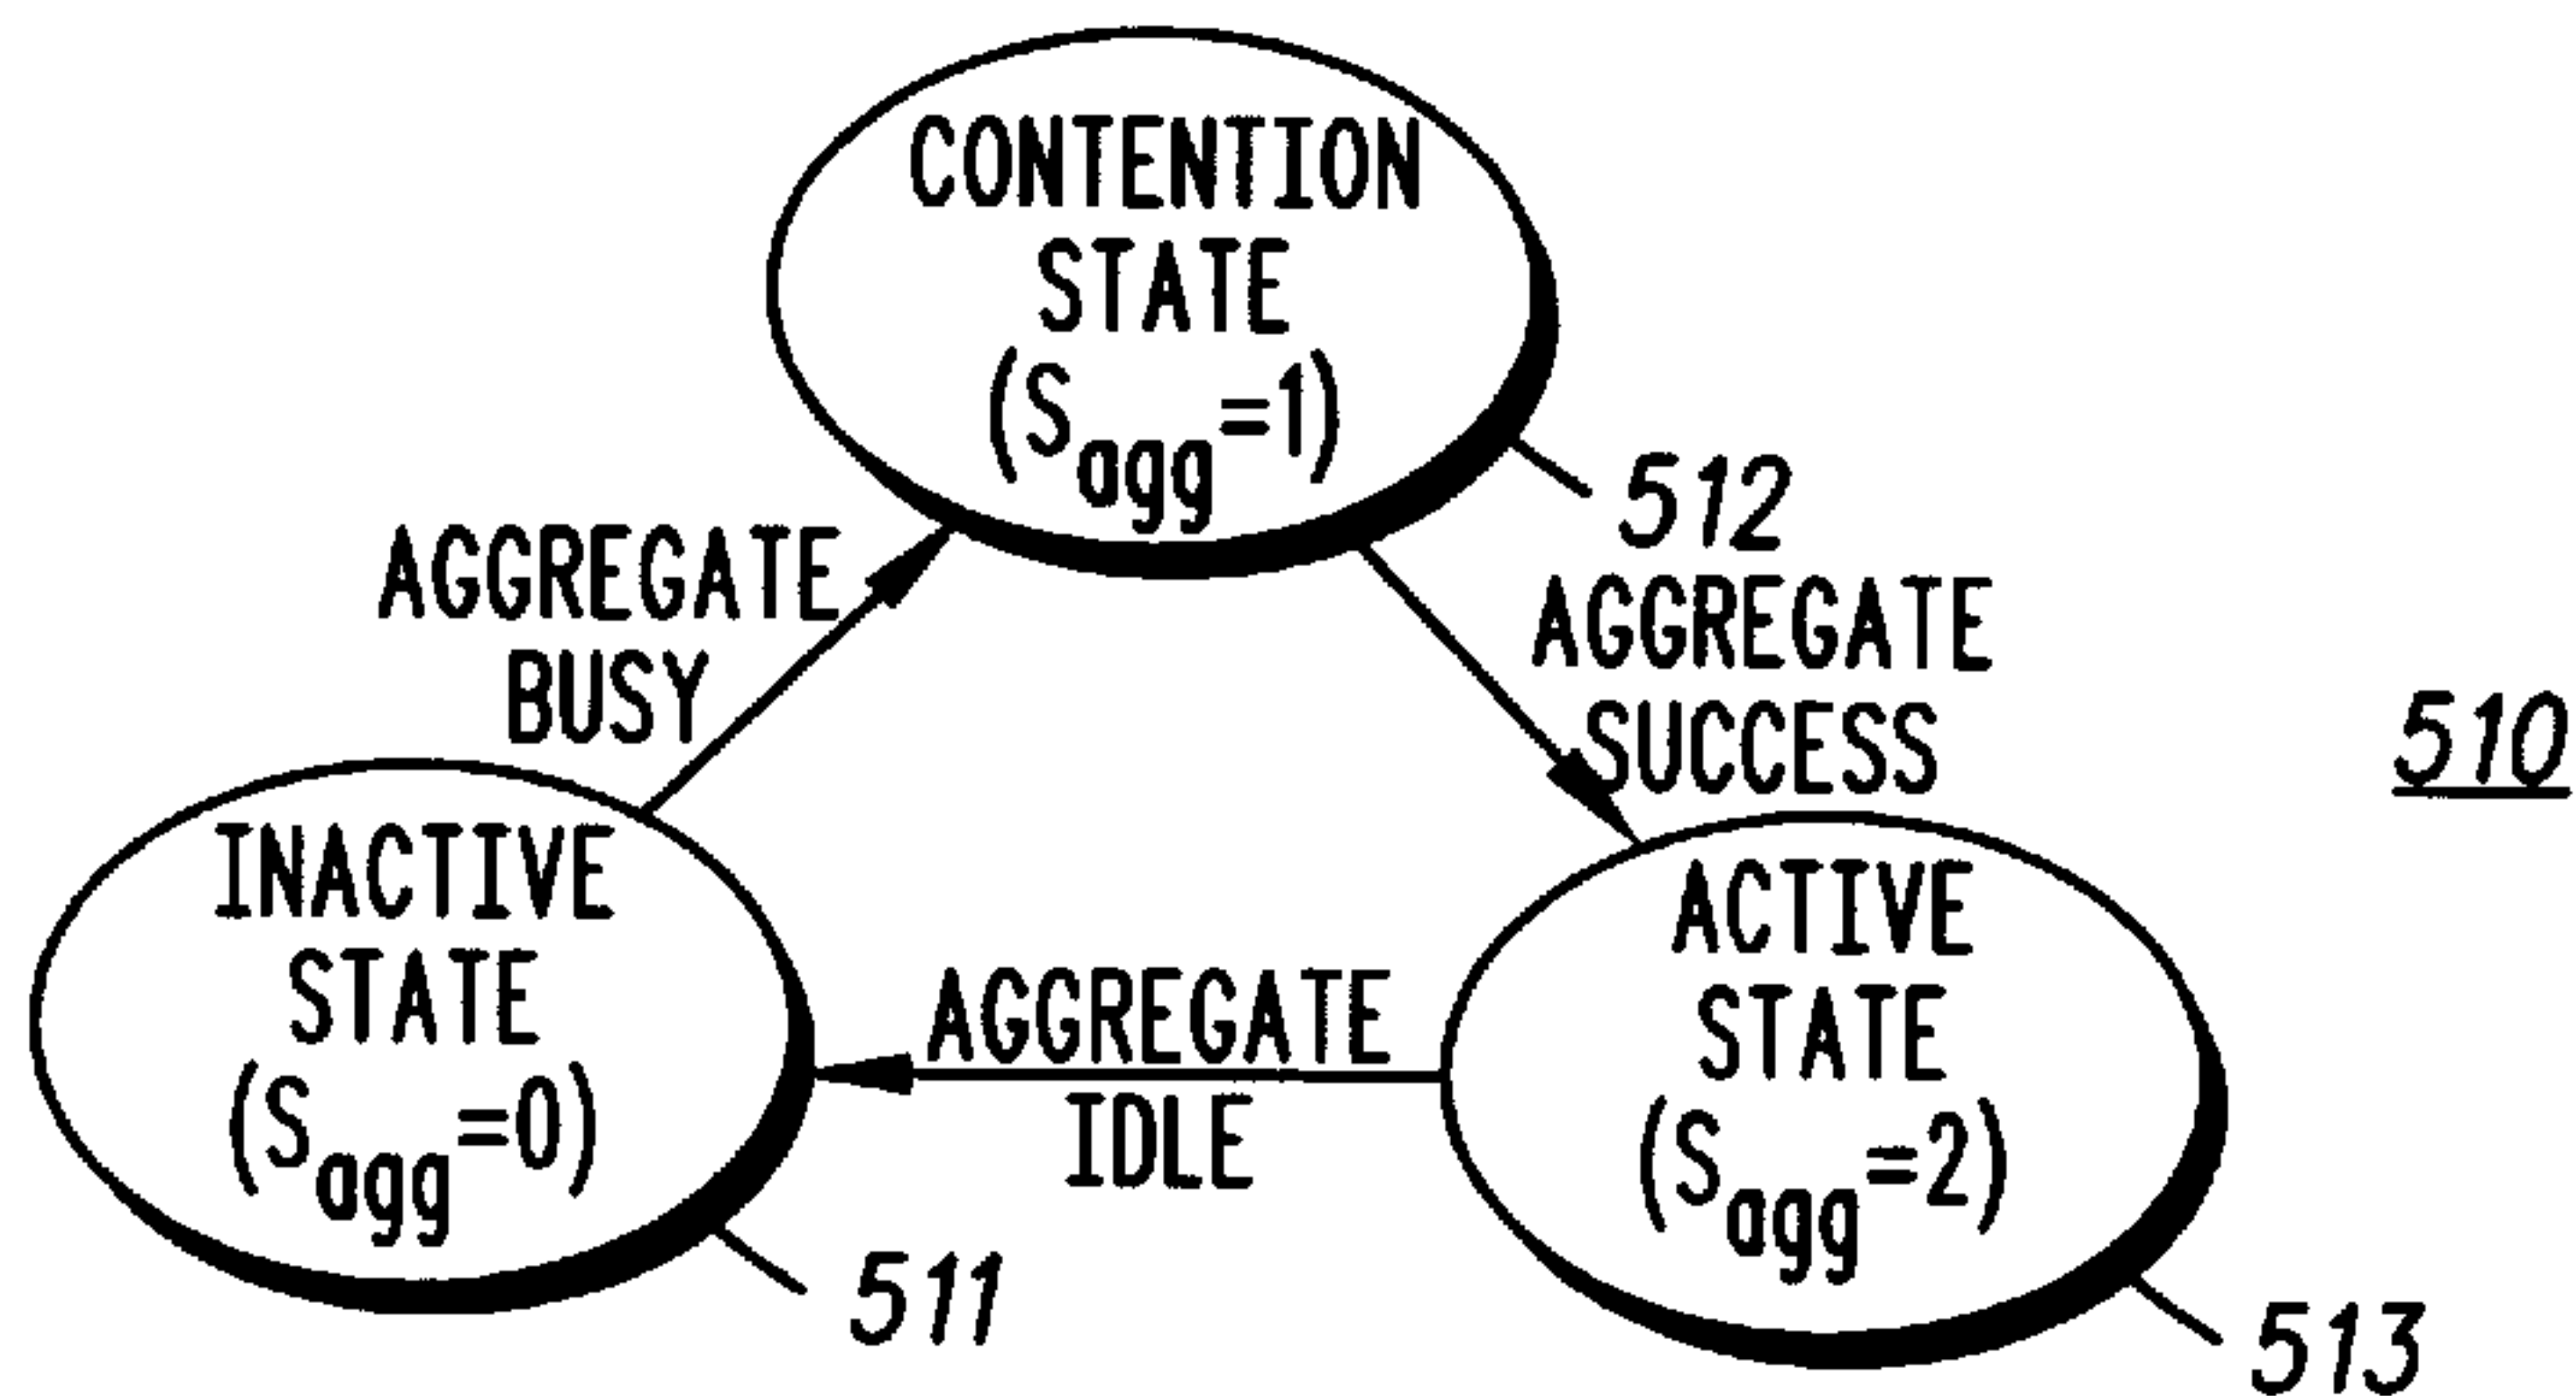 CONTENTION
STATE
(Sagg=1)
512
AGGREGATE
BUSY
AGGREGATE
SUCCESS
510
INACTIVE
STATE
(Sagg=0)
511
AGGREGATE
IDLE
ACTIVE
STATE
(Sagg=2)
513